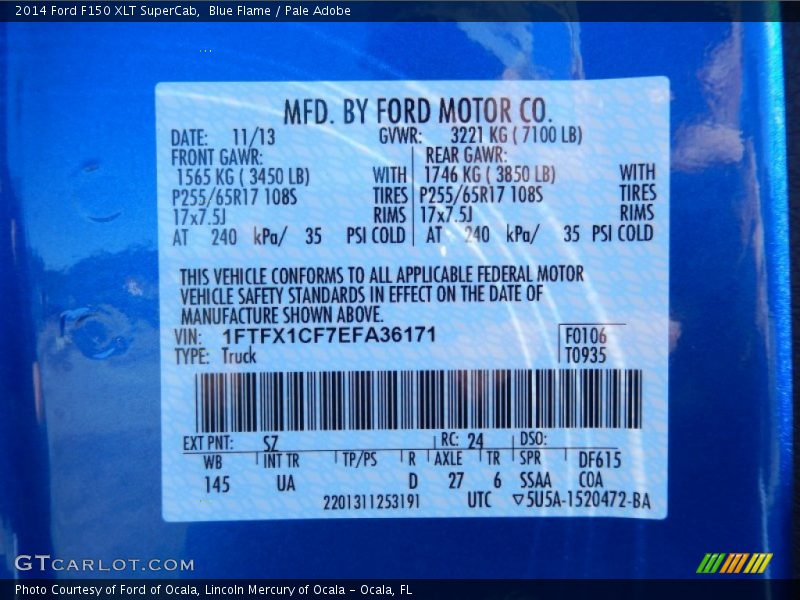 2014 Ford F150 XLT SuperCab,  Blue Flame / Pale Adobe
MFD. BY FORD MOTOR CO.
DATE: 11/13 GVWR: 3221 KG ( 7100 LB)
FRONT GAWR: REAR GAWR:
1565 KG ( 3450 LB) WITH 1746 KG ( 3850 LB) WITH
P255/65R17 108S TIRES P255/65R17 108S TIRES
17x7.5J RIMS 17x7.5J RIMS
AT 240 kPa/ 35 PSI COLD AT 240 kPa/ 35 PSI COLD
THIS VEHICLE CONFORMS TO ALL APPLICABLE FEDERAL MOTOR
VEHICLE SAFETY STANDARDS IN EFFECT ON THE DATE OF
MANUFACTURE SHOWN ABOVE.
VIN: 1FTFX1CF7EFA36171 F0106
TYPE: Truck T0935
EXT PNT: SZ RC: 24 DSO:
WB INT TR TP/PS R AXLE TR SPR DF615
145 UA D 27 6 SSAA COA
2201311253191 UTC ▽5U5A-1520472-BA
GTCARLOT.COM
Photo Courtesy of Ford of Ocala, Lincoln Mercury of Ocala - Ocala, FL